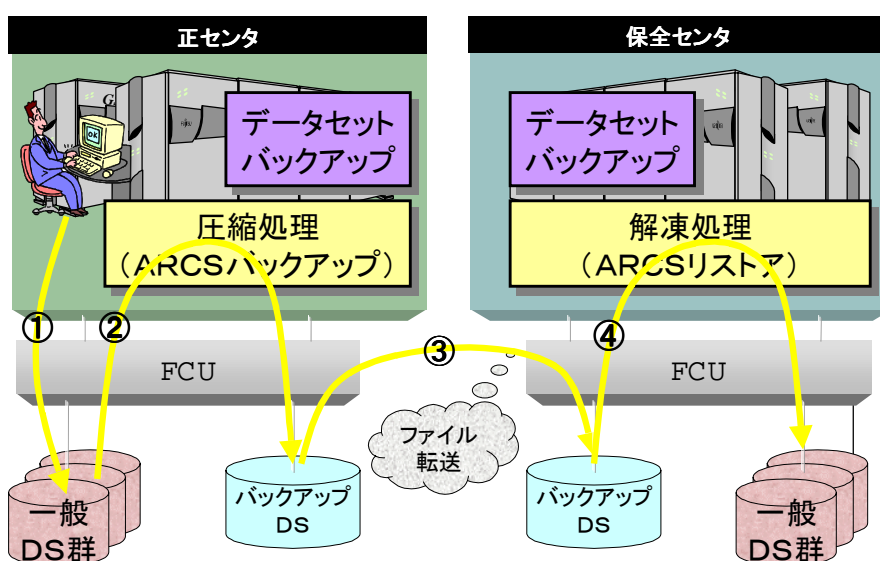 正センタ
保全センタ
データセット
バックアップ
データセット
バックアップ
OK
圧縮処理
（ARCSバックアップ）
解凍処理
（ARCSリストア）
①
②
③
④
FCU
FCU
ファイル
転送
一般
DS群
バックアップ
DS
バックアップ
DS
一般
DS群